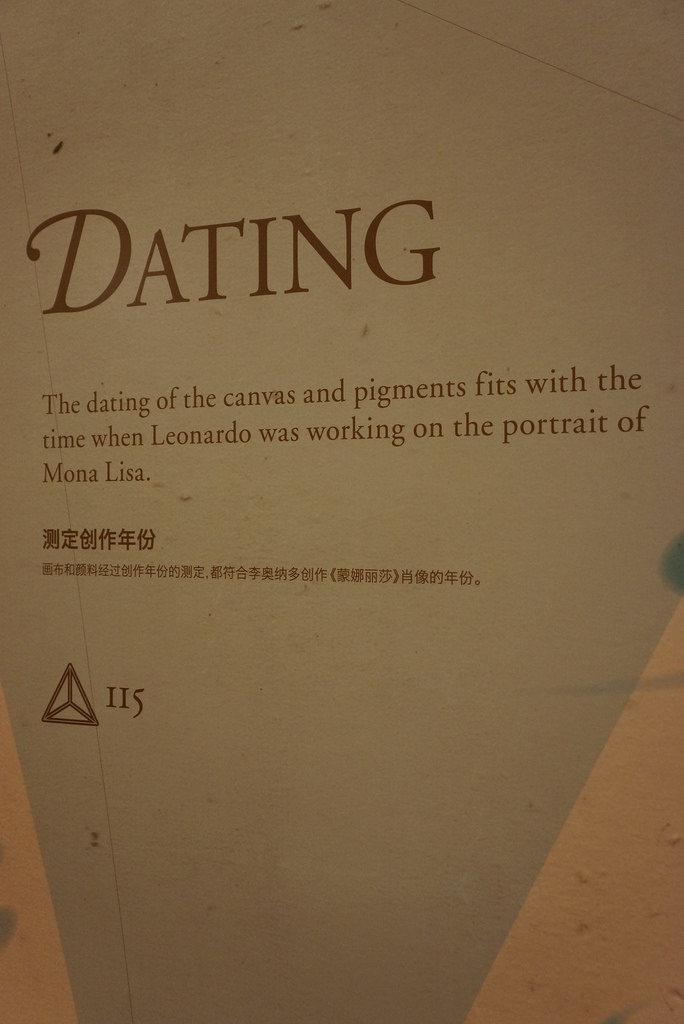 DATING
The dating of the canvas and pigments fits with the
time when Leonardo was working on the portrait of
Mona Lisa.
测定创作年份
画布和颜料经过创作年份的测定,都符合李奥纳多创作《蒙娜丽莎》肖像的年份。
115